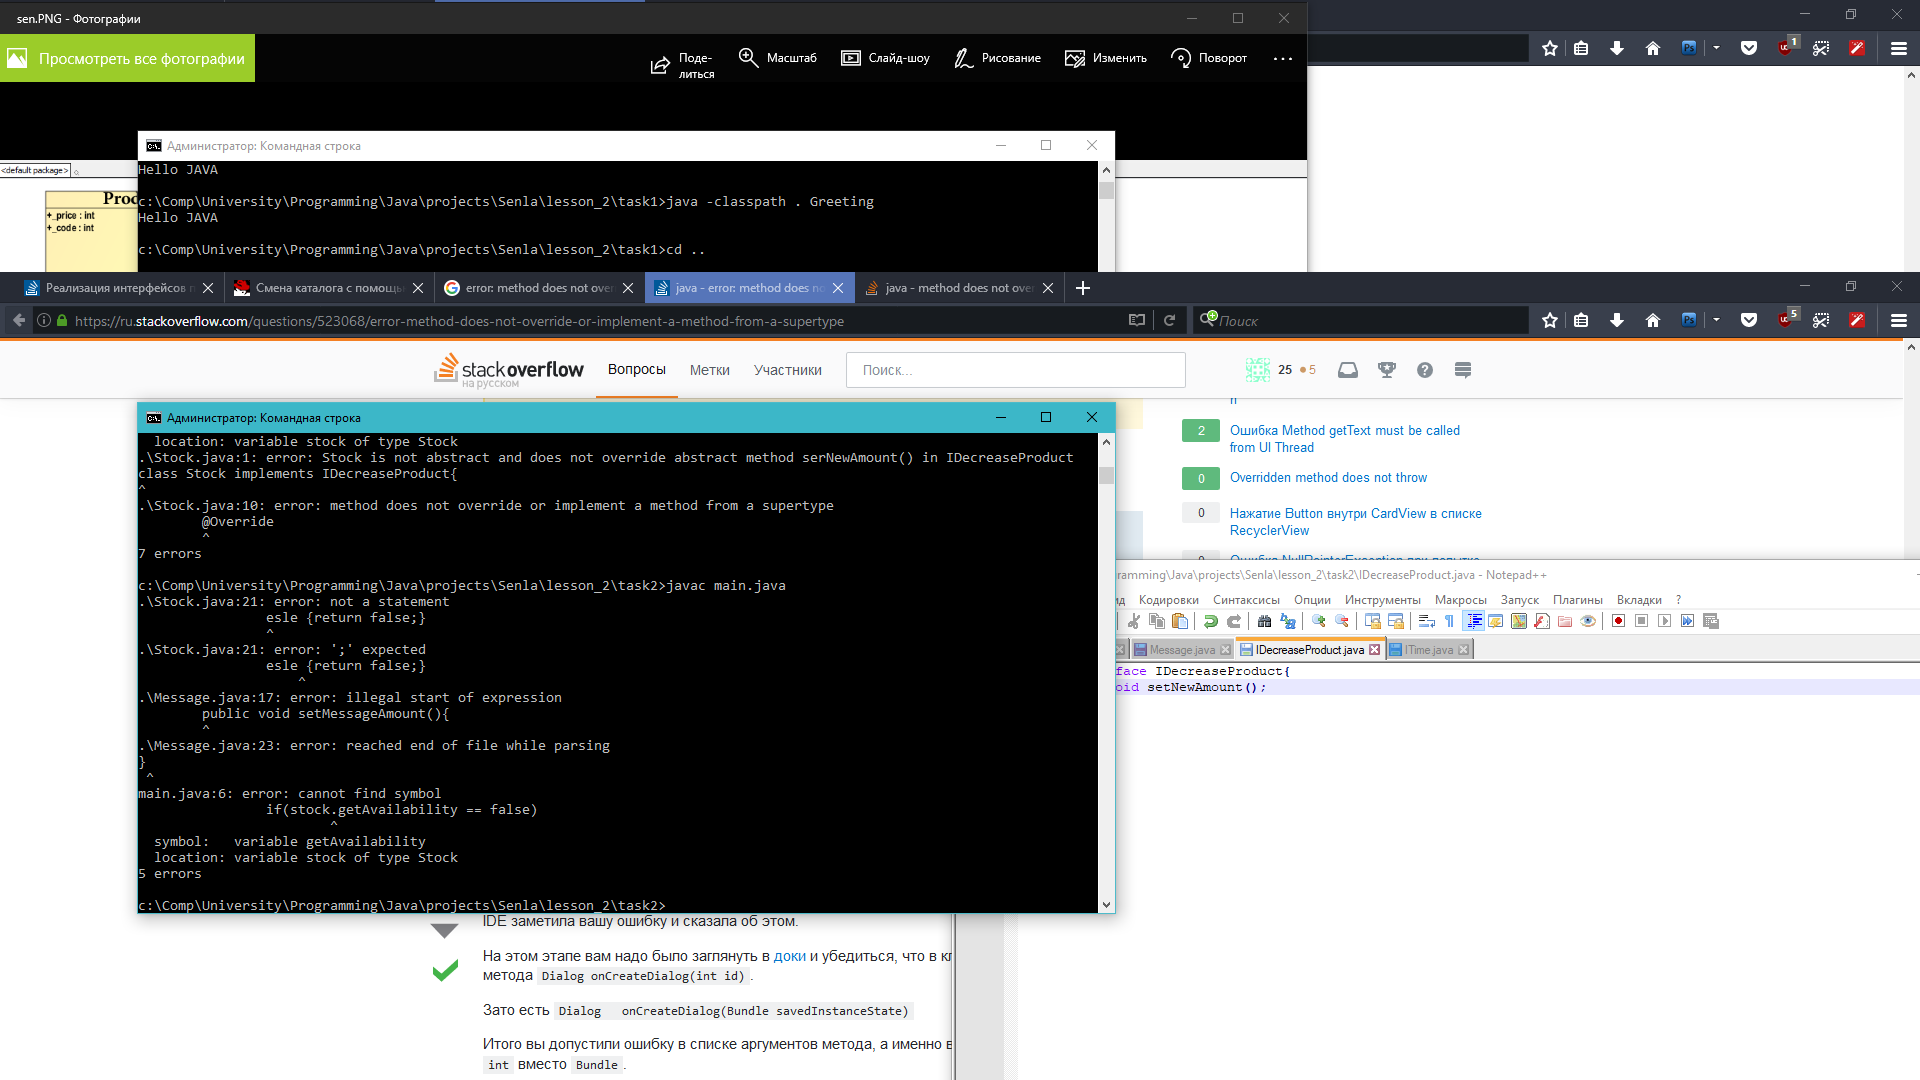 sen.PNG - Фотографии
Просмотреть все фотографии
Поде-
литься
Масштаб
Слайд-шоу
Рисование
Изменить
Поворот
1
Администратор: Командная строка
<default package>
Prod
+_price : int
+_code : int
Hello JAVA
c:\Comp\University\Programming\Java\projects\Senla\lesson_2\task1>java -classpath . Greeting
Hello JAVA
c:\Comp\University\Programming\Java\projects\Senla\lesson_2\task1>cd ..
Реализация интерфейсов
Смена каталога с помощь
error: method does not over
java - error: method does no
java - method does not over
https://ru.stackoverflow.com/questions/523068/error-method-does-not-override-or-implement-a-method-from-a-supertype
Поиск
5
stackoverflow
на русском
Вопросы
Метки
Участники
Поиск...
25
5
Администратор: Командная строка
location: variable stock of type Stock
.\Stock.java:1: error: Stock is not abstract and does not override abstract method serNewAmount() in IDecreaseProduct
class Stock implements IDecreaseProduct{
^
.\Stock.java:10: error: method does not override or implement a method from a supertype
@Override
^
7 errors
c:\Comp\University\Programming\Java\projects\Senla\lesson_2\task2>javac main.java
.\Stock.java:21: error: not a statement
esle {return false;}
^
.\Stock.java:21: error: ';' expected
esle {return false;}
^
.\Message.java:17: error: illegal start of expression
public void setMessageAmount(){
^
.\Message.java:23: error: reached end of file while parsing
}
^
main.java:6: error: cannot find symbol
if(stock.getAvailability == false)
^
symbol:   variable getAvailability
location: variable stock of type Stock
5 errors
c:\Comp\University\Programming\Java\projects\Senla\lesson_2\task2>
2
Ошибка Method getText must be called
from UI Thread
0
Overridden method does not throw
0
Нажатие Button внутри CardView в списке
RecyclerView
Ошибка NullPointerException при попытке
ramming\Java\projects\Senla\lesson_2\task2\IDecreaseProduct.java - Notepad++
ид
Кодировки
Синтаксисы
Опции
Инструменты
Макросы
Запуск
Плагины
Вкладки
?
Message.java
IDecreaseProduct.java
ITime.java
face IDecreaseProduct{
oid setNewAmount();
IDE заметила вашу ошибку и сказала об этом.
На этом этапе вам надо было заглянуть в доки и убедиться, что в кл
метода Dialog onCreateDialog(int id).
Зато есть Dialog   onCreateDialog(Bundle savedInstanceState)
Итого вы допустили ошибку в списке аргументов метода, а именно в
int вместо Bundle.